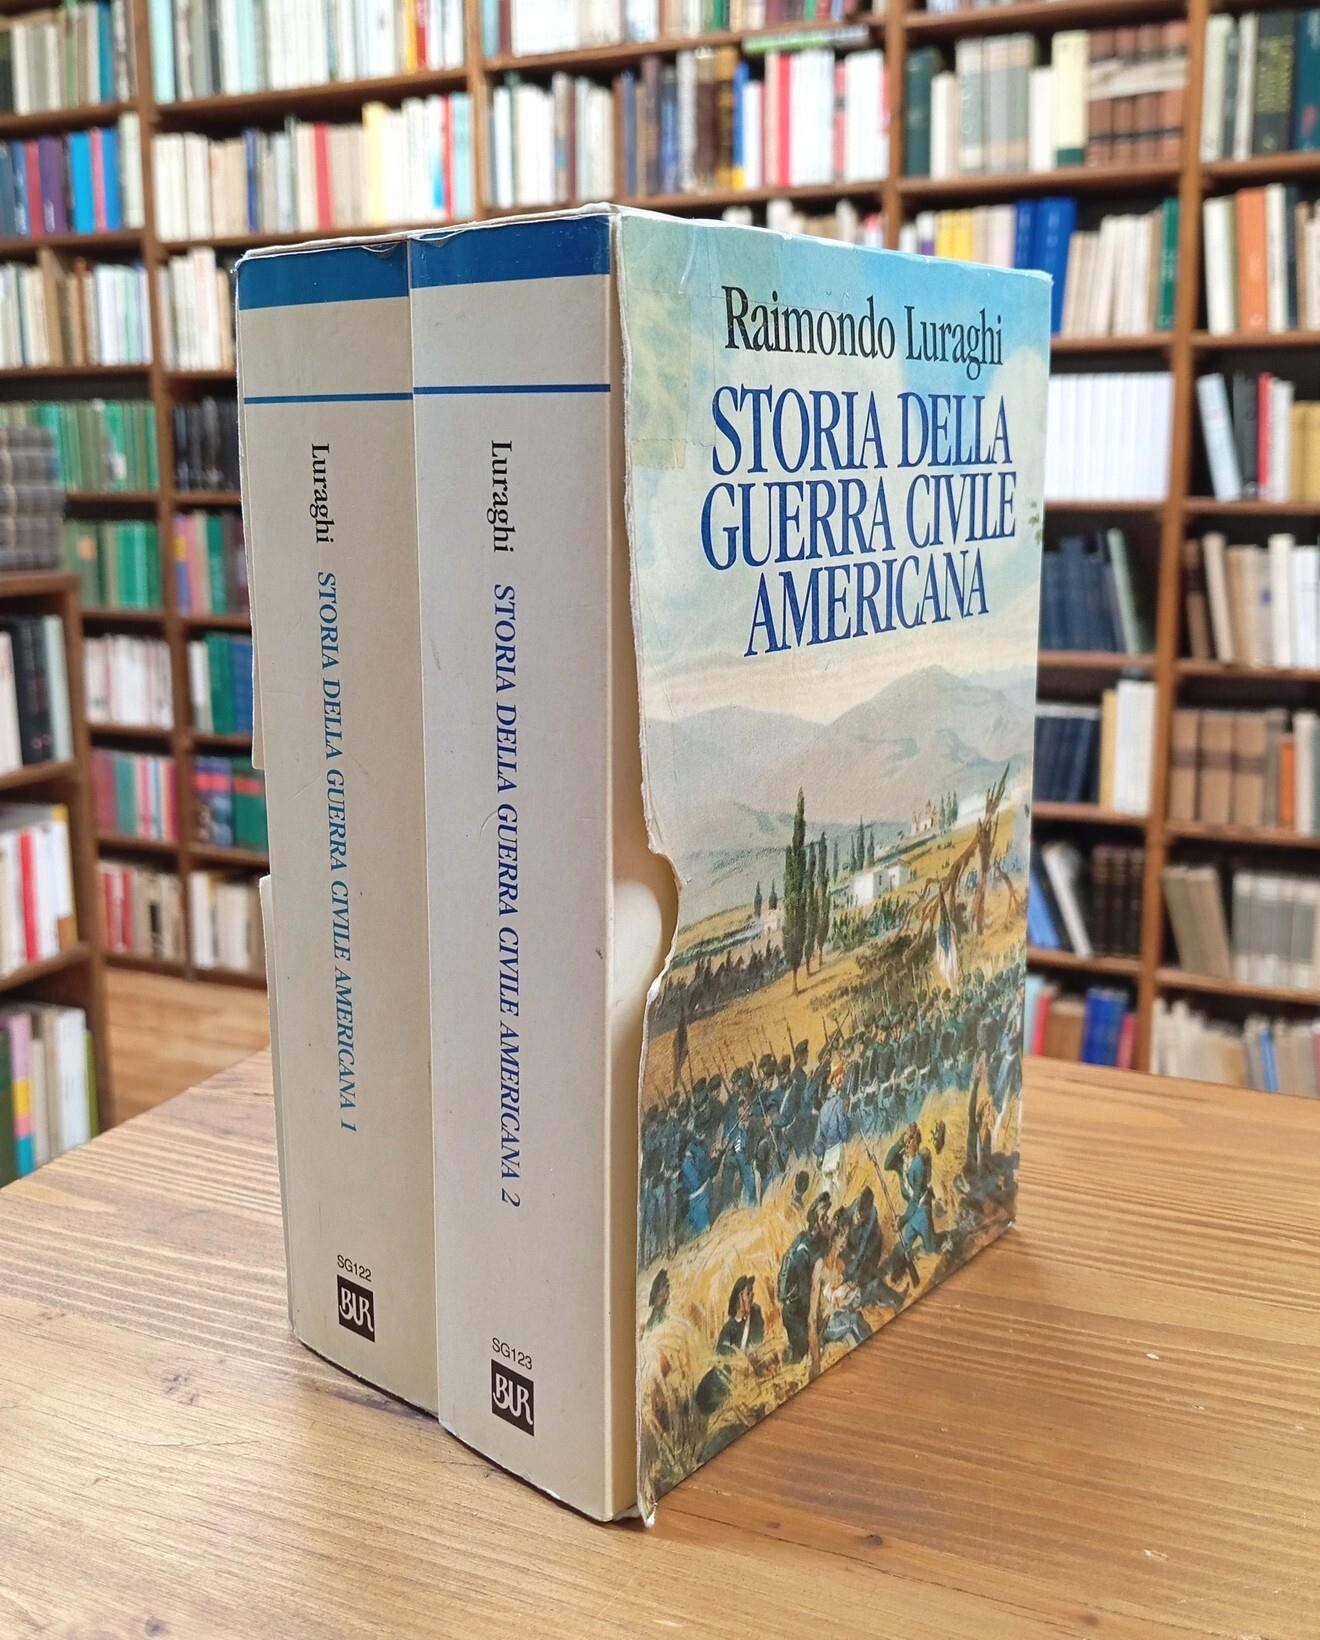 Luraghi STORIA DELLA GUERRA CIVILE AMERICANA 1
SG122
BUR
Luraghi STORIA DELLA GUERRA CIVILE AMERICANA 2
SG123
BUR
Raimondo Luraghi
STORIA DELLA
GUERRA CIVILE
AMERICANA